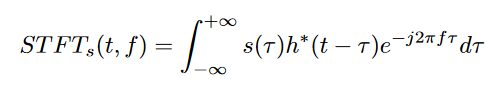 STFT_s(t, f) = \int_{-\infty}^{+\infty} s(\tau)h^*(t − \tau)e^{−j2\pi f\tau}d\tau